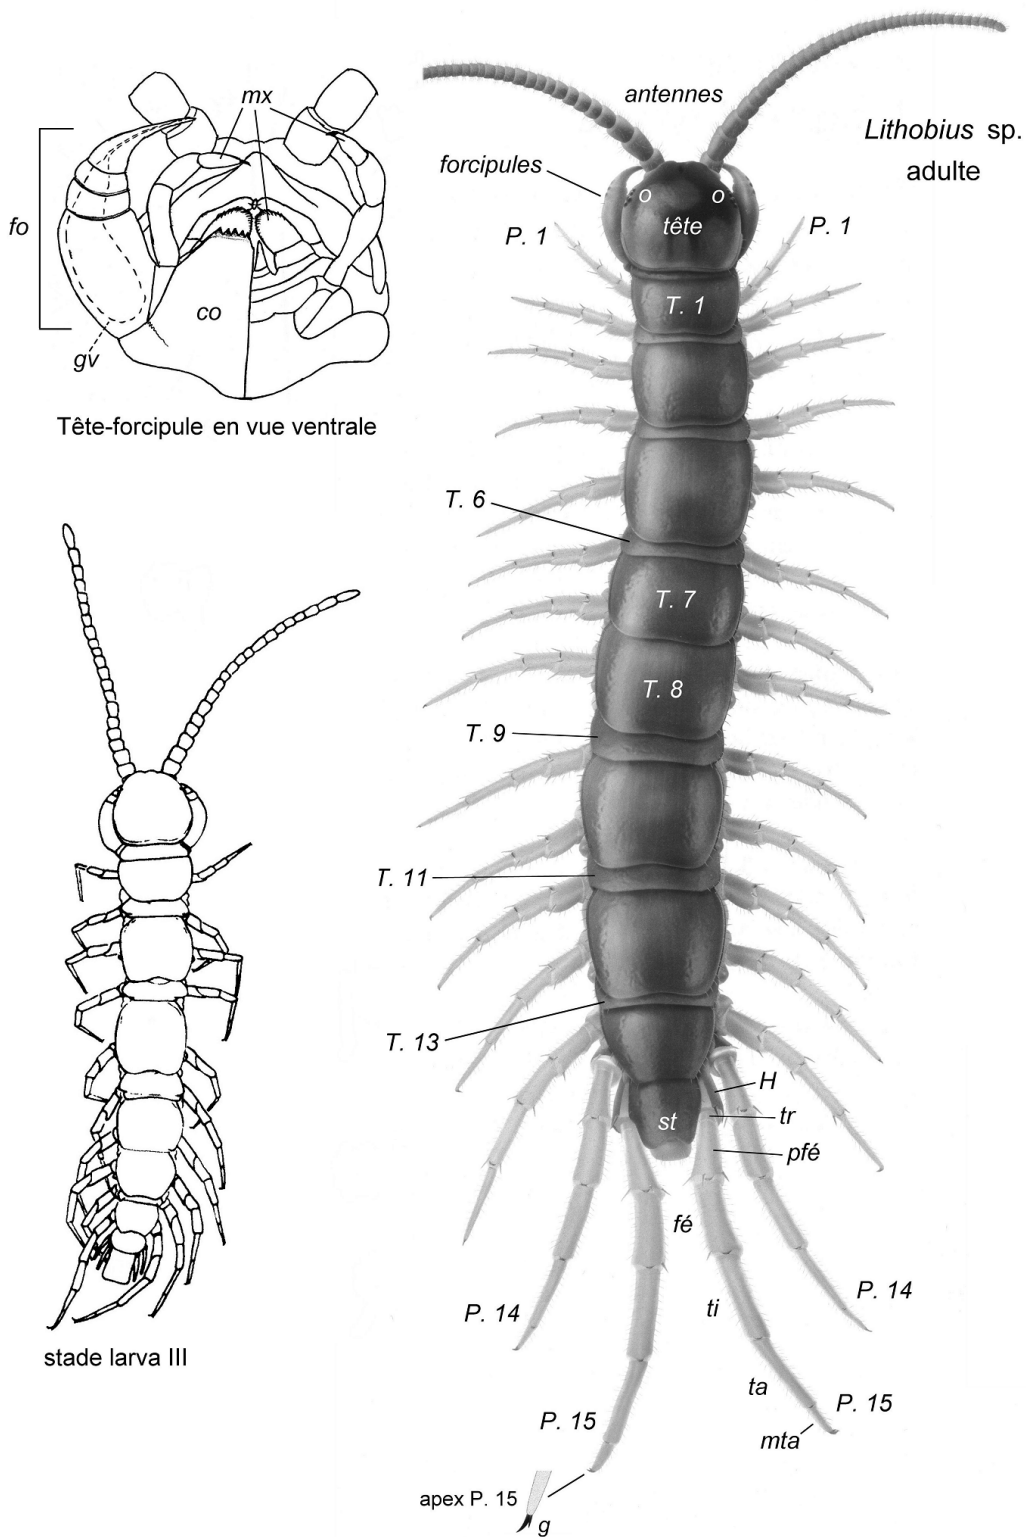 mx
fo
co
gv
Tête-forcipule en vue ventrale
antennes
Lithobius sp.
adulte
forcipules
o o
tête
P. 1
P. 1
T. 1
T. 6
T. 7
T. 8
T. 9
T. 11
T. 13
H
st
tr
pfé
fé
P. 14
ti
P. 14
ta
P. 15
P. 15
mta
apex P. 15
g
stade larva III